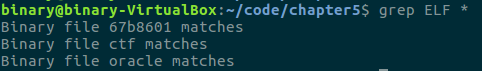 binary@binary-VirtualBox:~/code/chapter5$ grep ELF *
Binary file 67b8601 matches
Binary file ctf matches
Binary file oracle matches